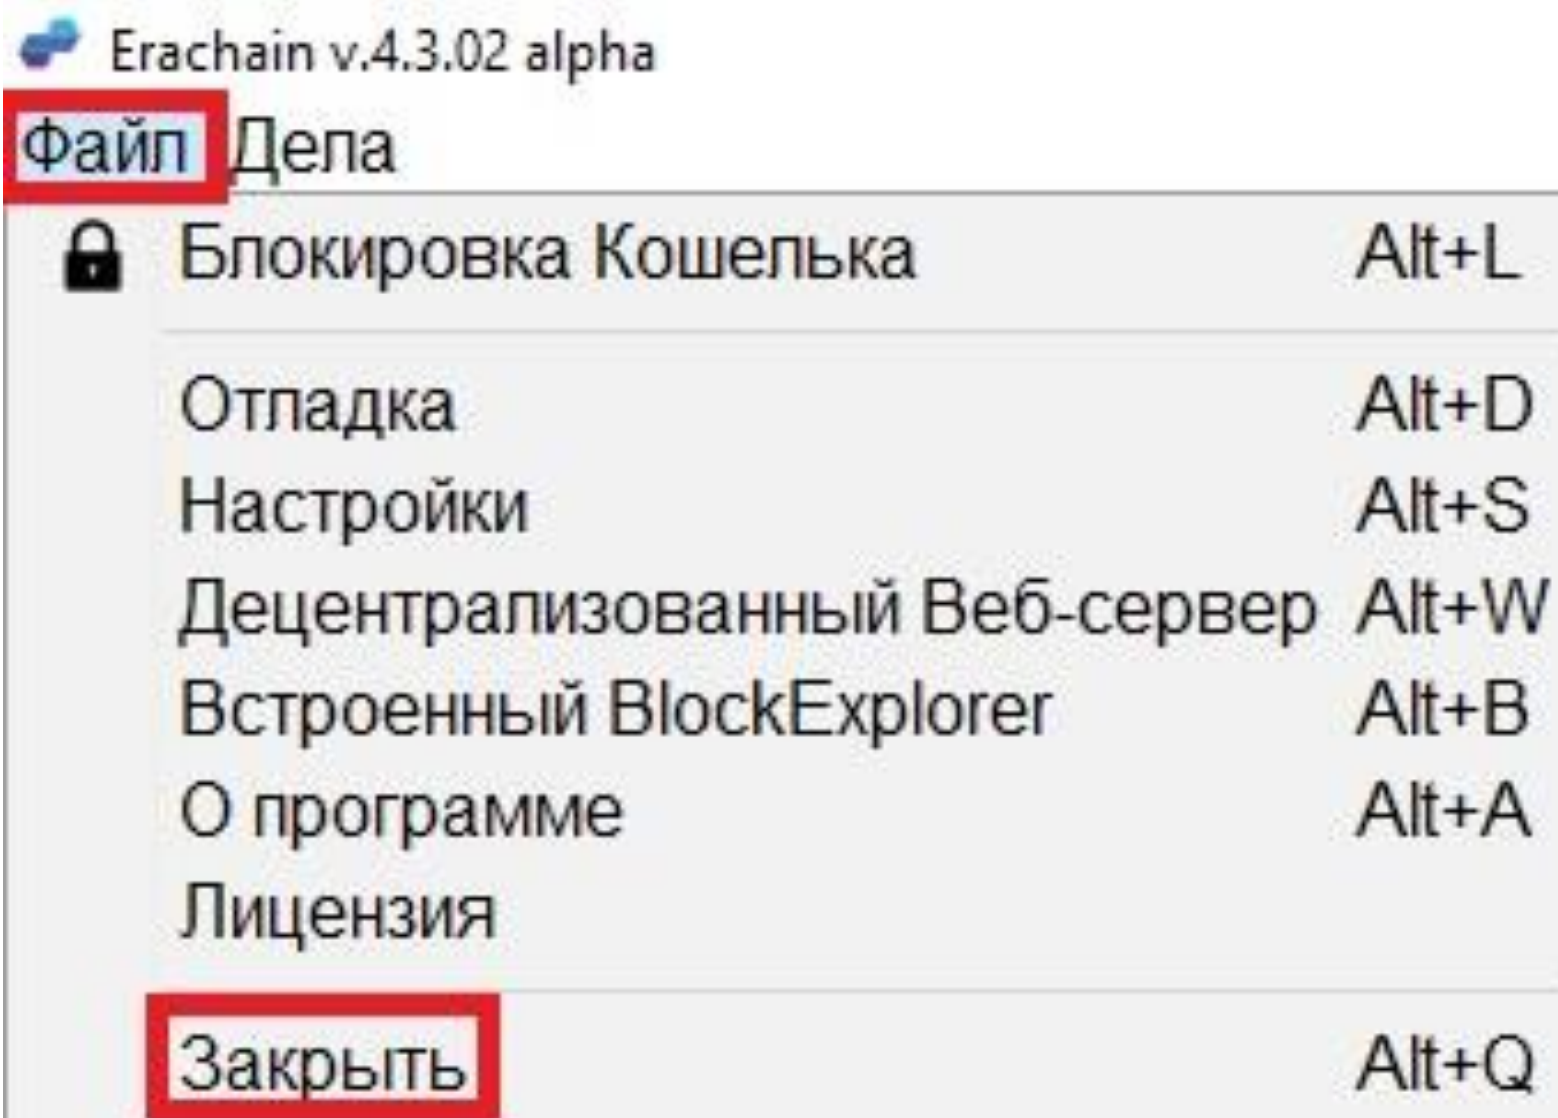 Erachain v.4.3.02 alpha
Файл Дела
Блокировка Кошелька Alt+L
Отладка Alt+D
Настройки Alt+S
Децентрализованный Веб-сервер Alt+W
Встроенный BlockExplorer Alt+B
О программе Alt+A
Лицензия
Закрыть Alt+Q